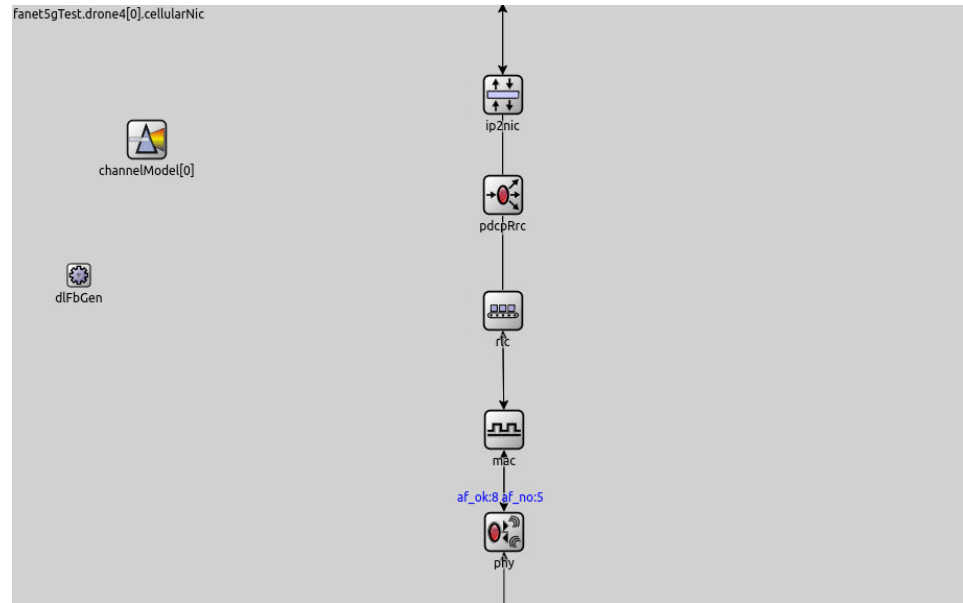 fanet5gTest.drone4[0].cellularNic
ip2nic
channelModel[0]
pdcpRrc
dlFbGen
rlc
mac
af_ok:8 af_no:5
phy